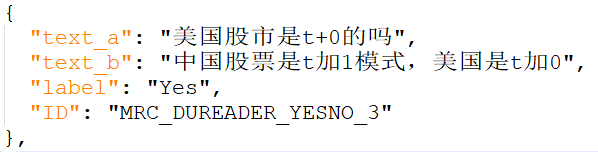 {
"text_a": "美国股市是t+0的吗",
"text_b": "中国股票是t加1模式，美国是t加0",
"label": "Yes",
"ID": "MRC_DUREADER_YESNO_3"
},